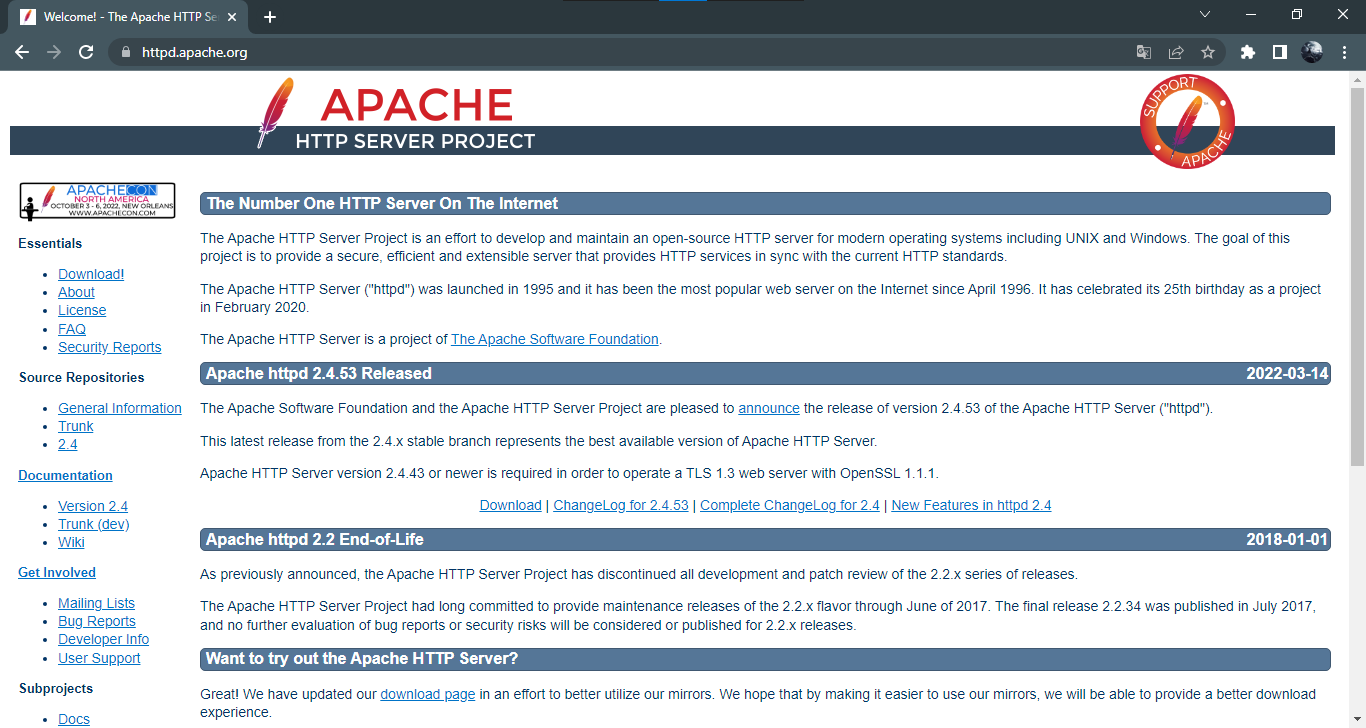 Welcome! - The Apache HTTP Se
httpd.apache.org
APACHE
HTTP SERVER PROJECT
SUPPORT
APACHE
APACHECON
NORTH AMERICA
OCTOBER 3 - 6, 2022, NEW ORLEANS
WWW.APACHECON.COM
Essentials
Download!
About
License
FAQ
Security Reports
Source Repositories
General Information
Trunk
2.4
Documentation
Version 2.4
Trunk (dev)
Wiki
Get Involved
Mailing Lists
Bug Reports
Developer Info
User Support
Subprojects
Docs
The Number One HTTP Server On The Internet
The Apache HTTP Server Project is an effort to develop and maintain an open-source HTTP server for modern operating systems including UNIX and Windows. The goal of this
project is to provide a secure, efficient and extensible server that provides HTTP services in sync with the current HTTP standards.
The Apache HTTP Server ("httpd") was launched in 1995 and it has been the most popular web server on the Internet since April 1996. It has celebrated its 25th birthday as a project
in February 2020.
The Apache HTTP Server is a project of The Apache Software Foundation.
Apache httpd 2.4.53 Released 2022-03-14
The Apache Software Foundation and the Apache HTTP Server Project are pleased to announce the release of version 2.4.53 of the Apache HTTP Server ("httpd").
This latest release from the 2.4.x stable branch represents the best available version of Apache HTTP Server.
Apache HTTP Server version 2.4.43 or newer is required in order to operate a TLS 1.3 web server with OpenSSL 1.1.1.
Download | ChangeLog for 2.4.53 | Complete ChangeLog for 2.4 | New Features in httpd 2.4
Apache httpd 2.2 End-of-Life 2018-01-01
As previously announced, the Apache HTTP Server Project has discontinued all development and patch review of the 2.2.x series of releases.
The Apache HTTP Server Project had long committed to provide maintenance releases of the 2.2.x flavor through June of 2017. The final release 2.2.34 was published in July 2017,
and no further evaluation of bug reports or security risks will be considered or published for 2.2.x releases.
Want to try out the Apache HTTP Server?
Great! We have updated our download page in an effort to better utilize our mirrors. We hope that by making it easier to use our mirrors, we will be able to provide a better download
experience.